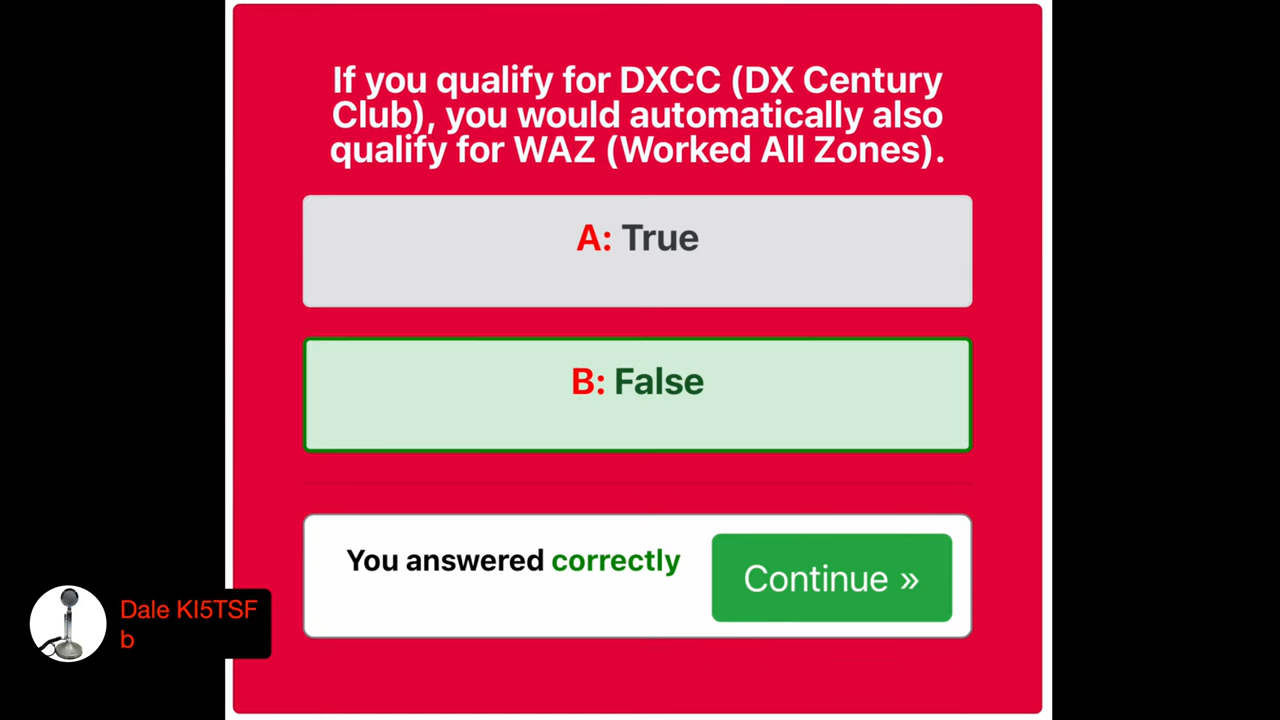 If you qualify for DXCC (DX Century
Club), you would automatically also
qualify for WAZ (Worked All Zones).
A: True
B: False
You answered correctly
Continue »
Dale KI5TSF
b